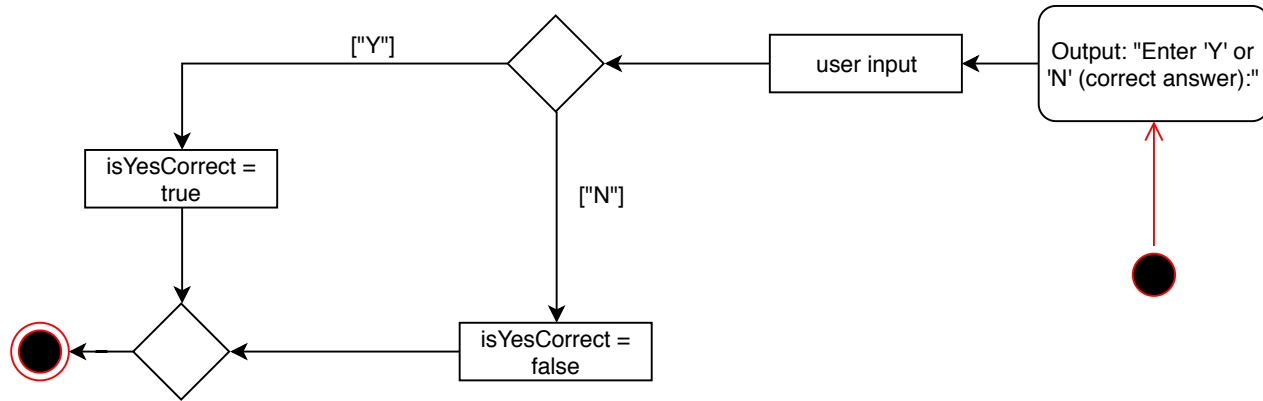 ["Y"]
user input
Output: "Enter 'Y' or
'N' (correct answer):"
isYesCorrect =
true
["N"]
isYesCorrect =
false